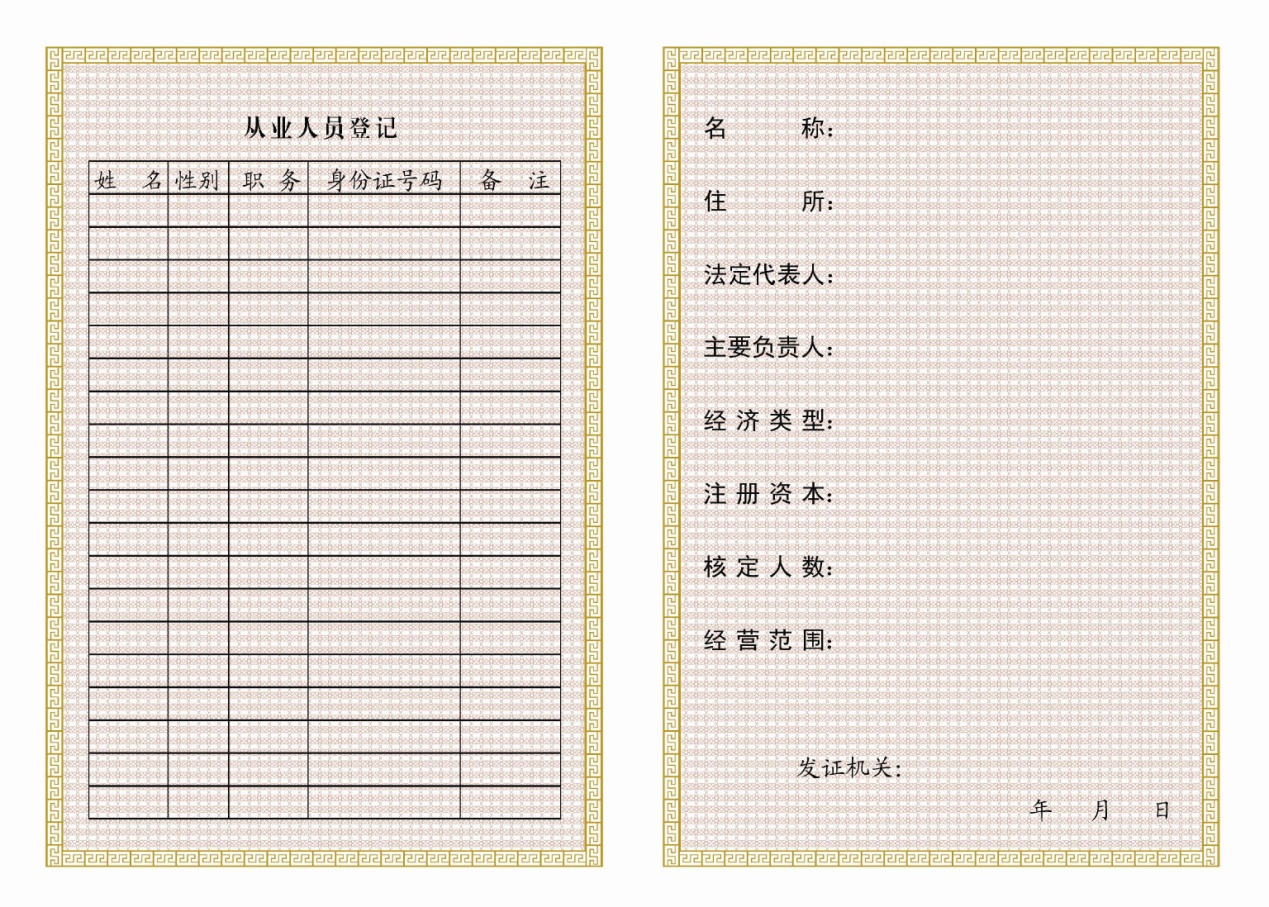 从业人员登记
姓 名 性别 职 务 身份证号码 备 注
名 称：
住 所：
法定代表人：
主要负责人：
经 济 类 型：
注 册 资 本：
核 定 人 数：
经 营 范 围：
发证机关：
年 月 日